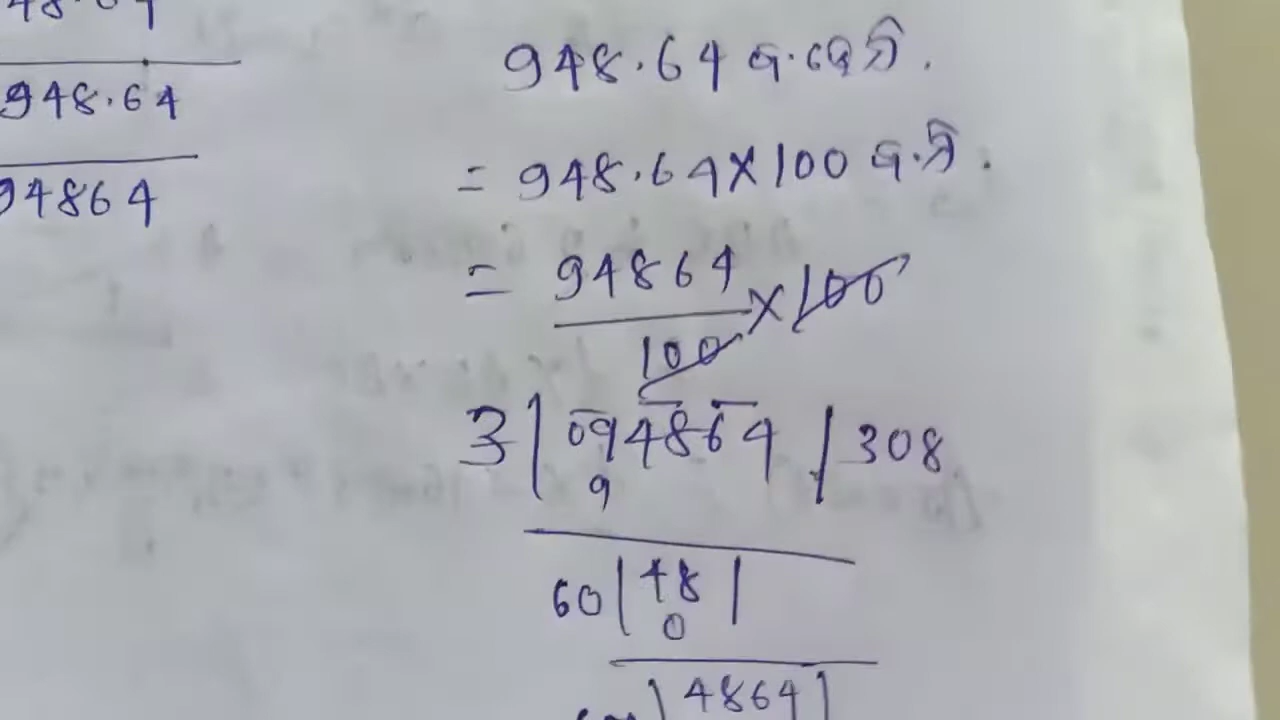 948.64
94864
948.64 ବ.ସେମି.
= 948.64 × 100 ବ.ମି.
= 94864
100
× 100
3 | 094864 / 308
9
60 | 48 |
0
| 4864 |